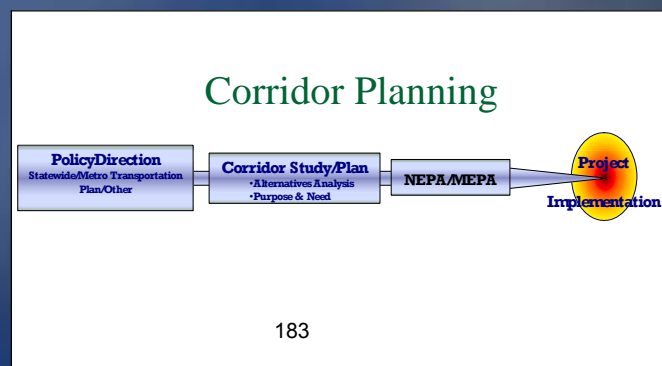 Corridor Planning
PolicyDirection
Statewide/Metro Transportation
Plan/Other
Corridor Study/Plan
•Alternatives Analysis
•Purpose & Need
NEPA/MEPA
Project
Implementation
183